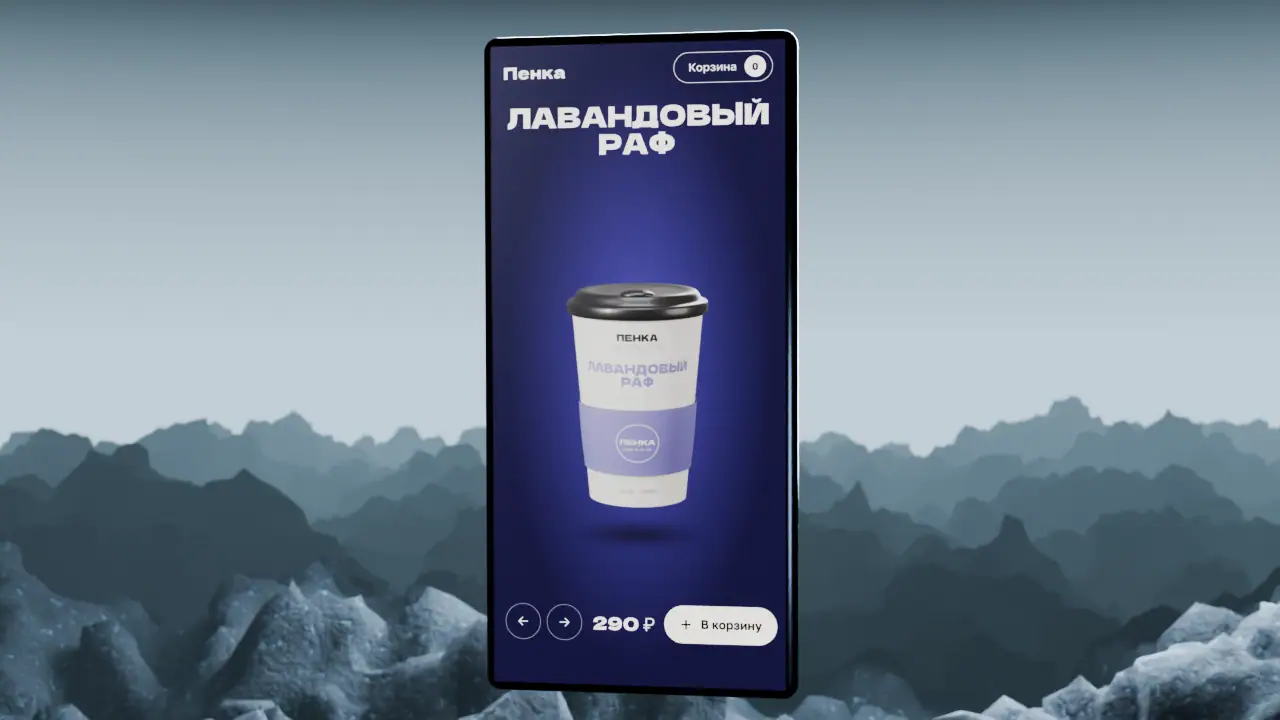 Пенка
Корзина 0
ЛАВАНДОВЫЙ
РАФ
ПЕНКА
ЛАВАНДОВЫЙ
РАФ
ПЕНКА
290 ₽
+ В корзину